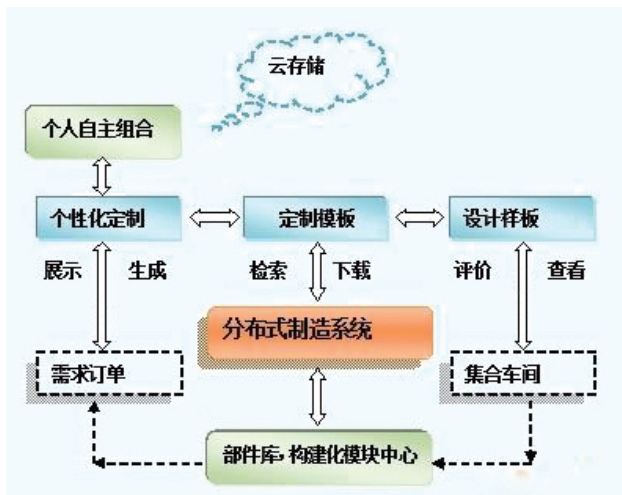 云存储
个人自主组合
个性化定制
定制模板
设计样板
展示
生成
检索
下载
评价
查看
分布式制造系统
需求订单
集合车间
部件库,构建化模块中心